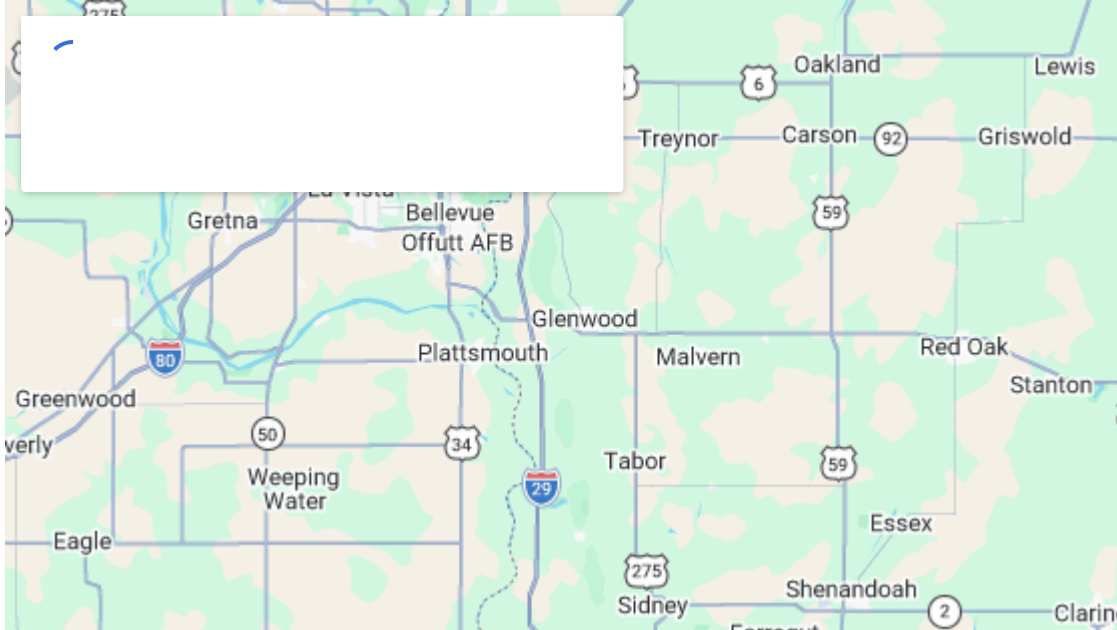 275
Oakland
Lewis
6
Treynor
Carson
92
Griswold
La Vista
Gretna
Bellevue
59
Offutt AFB
Glenwood
80
Plattsmouth
Malvern
Red Oak
Greenwood
Stanton
50
verly
34
Weeping
Water
Tabor
59
29
Essex
Eagle
275
Shenandoah
Sidney
2
Clarin